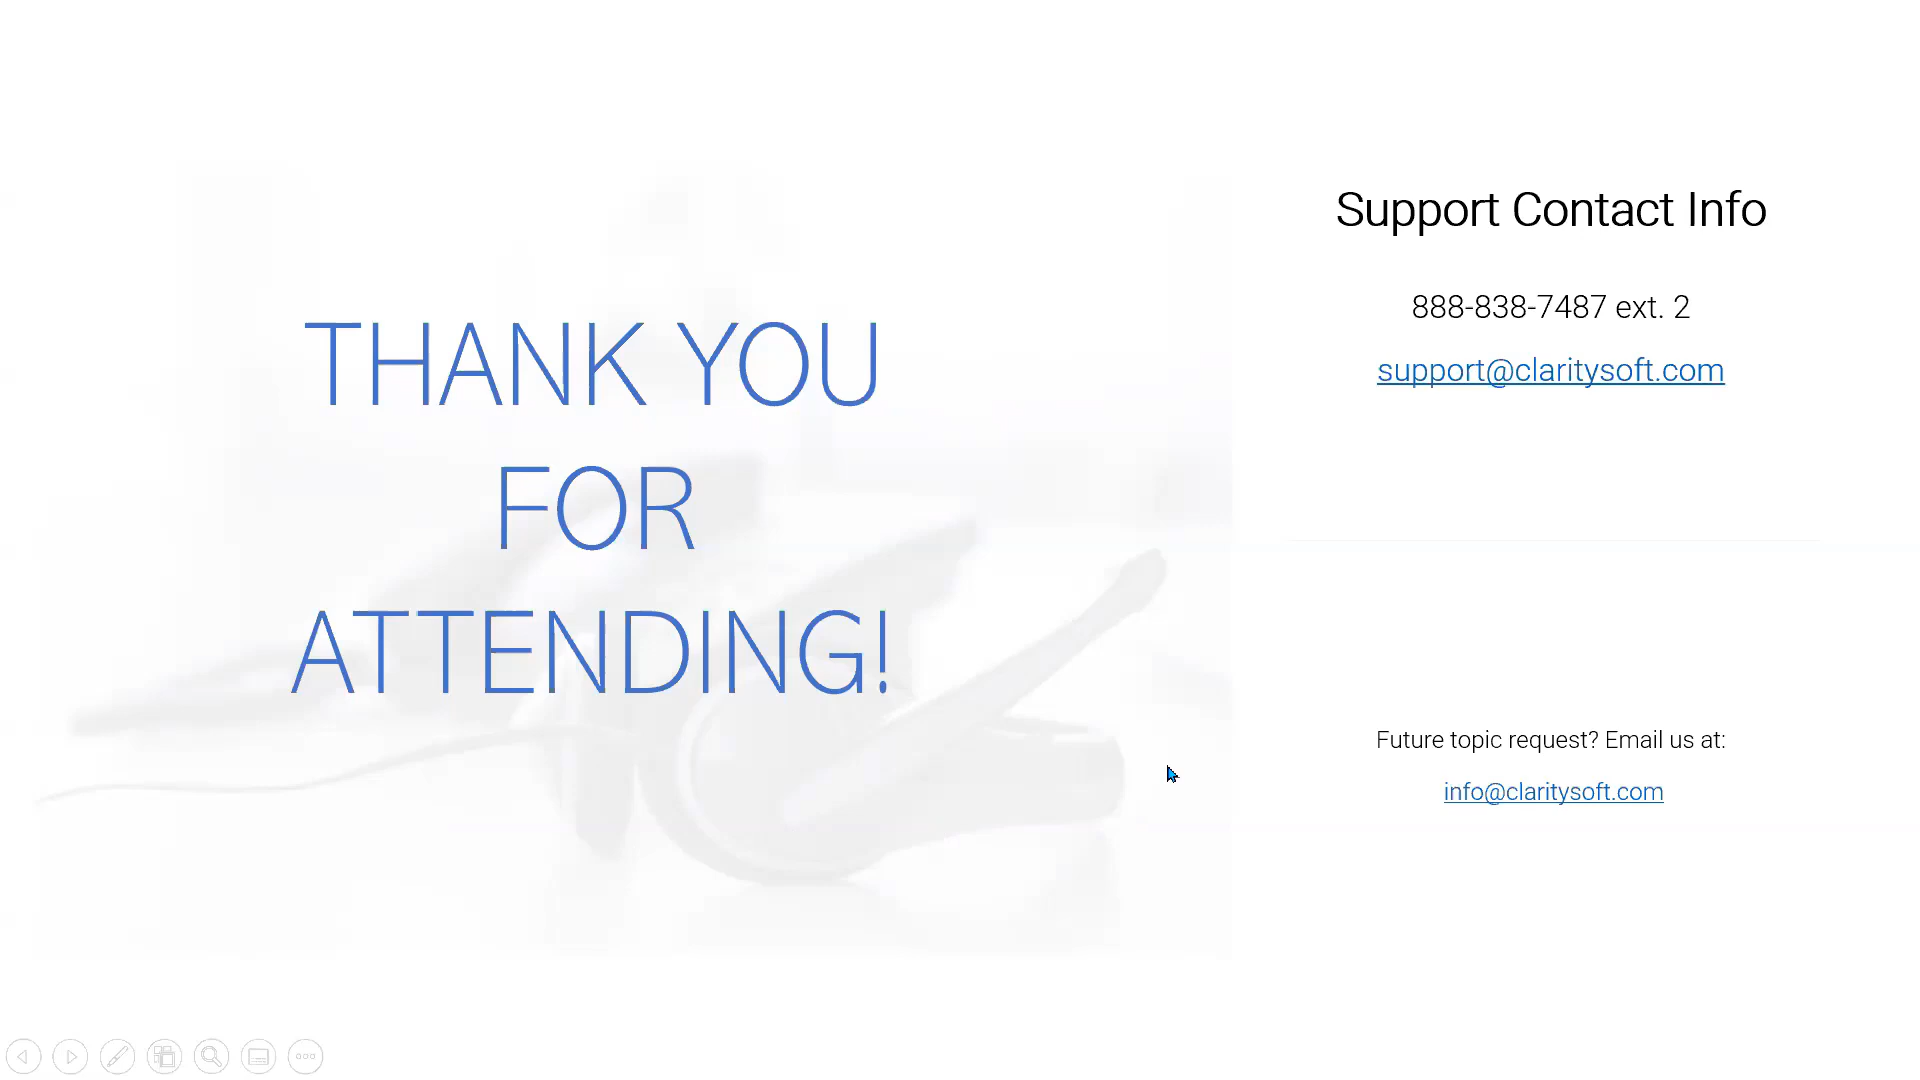 THANK YOU
FOR
ATTENDING!
Support Contact Info
888-838-7487 ext. 2
support@claritysoft.com
Future topic request? Email us at:
info@claritysoft.com